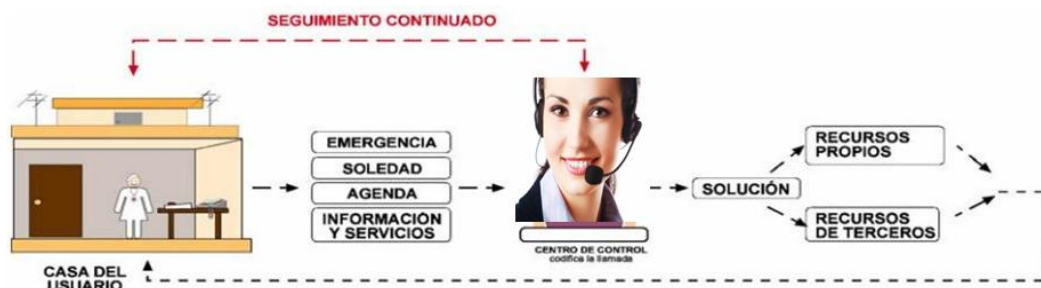 SEGUIMIENTO CONTINUADO
EMERGENCIA
SOLEDAD
AGENDA
INFORMACIÓN
Y SERVICIOS
CENTRO DE CONTROL
codifica la llamada
SOLUCIÓN
RECURSOS
PROPIOS
RECURSOS
DE TERCEROS
CASA DEL
USUARIO